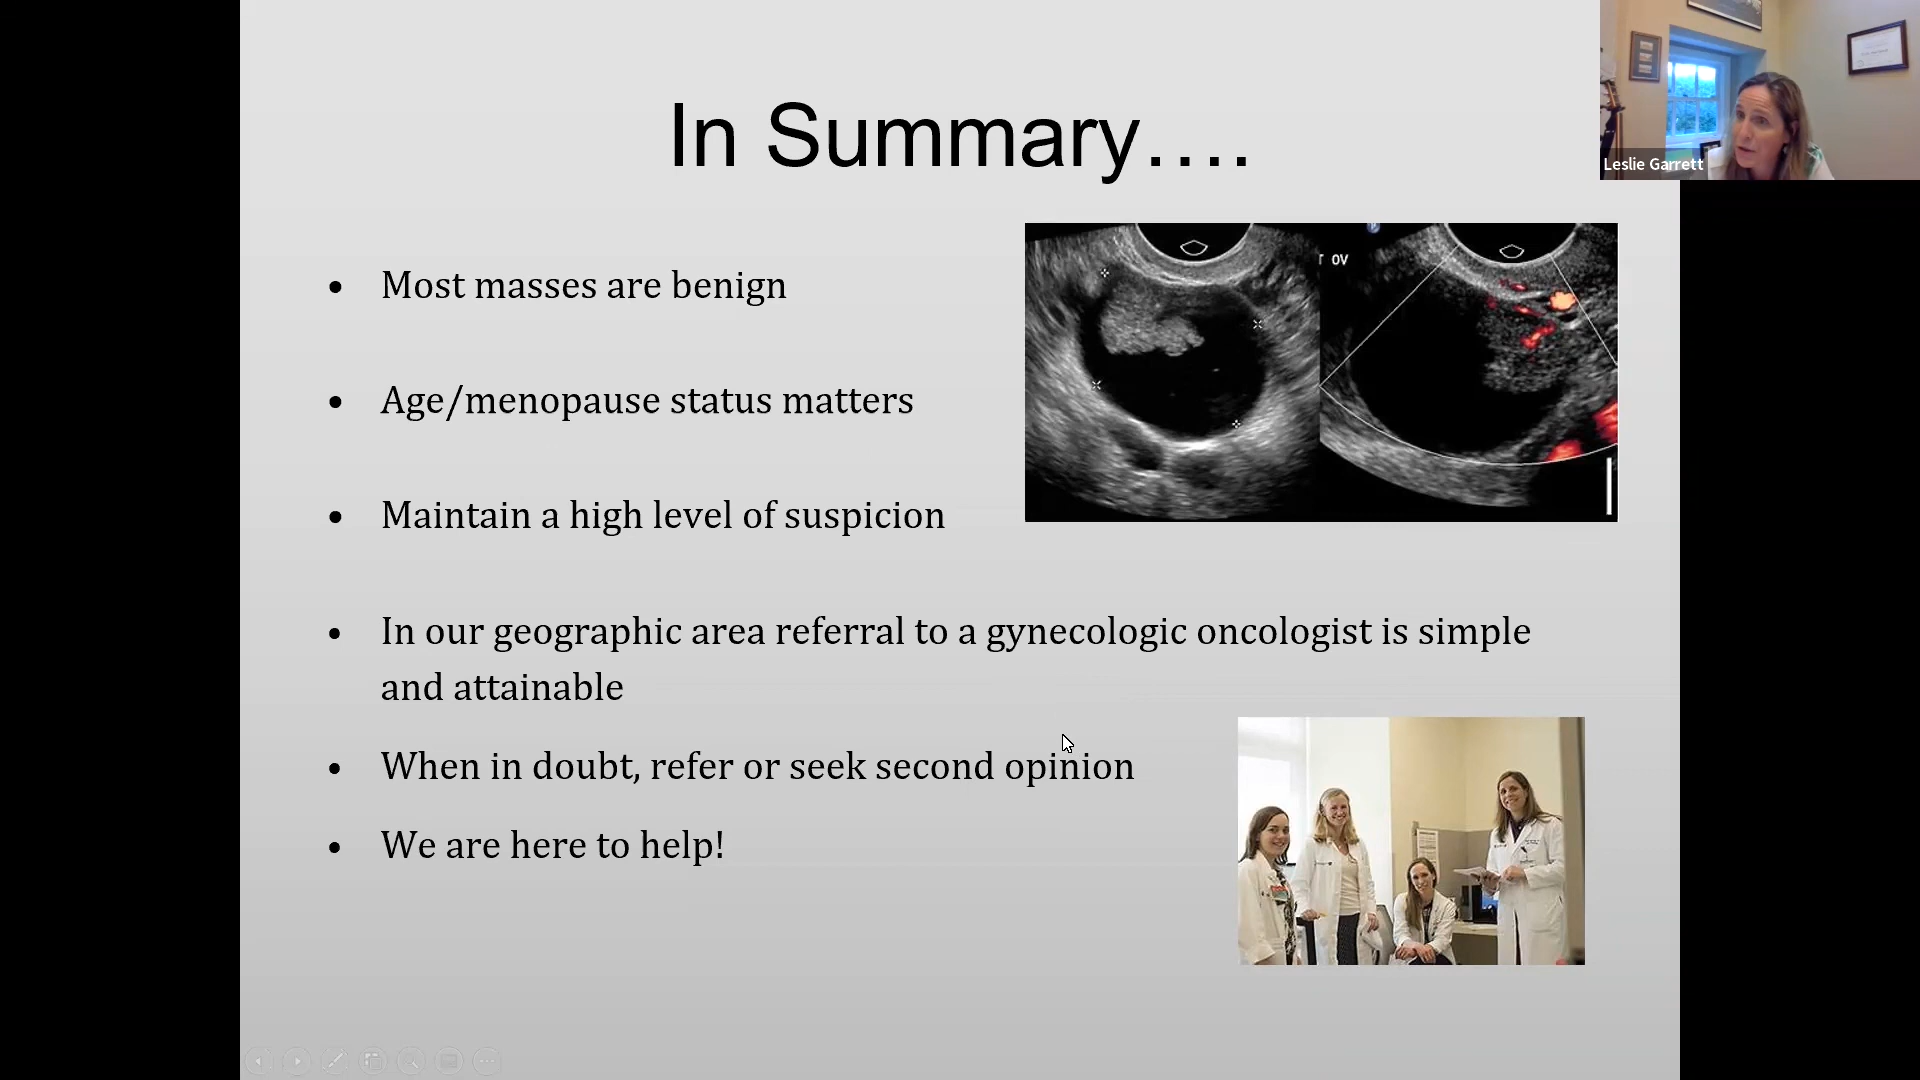 In Summary....
Leslie Garrett
• Most masses are benign
T OV
• Age/menopause status matters
• Maintain a high level of suspicion
• In our geographic area referral to a gynecologic oncologist is simple
and attainable
• When in doubt, refer or seek second opinion
• We are here to help!